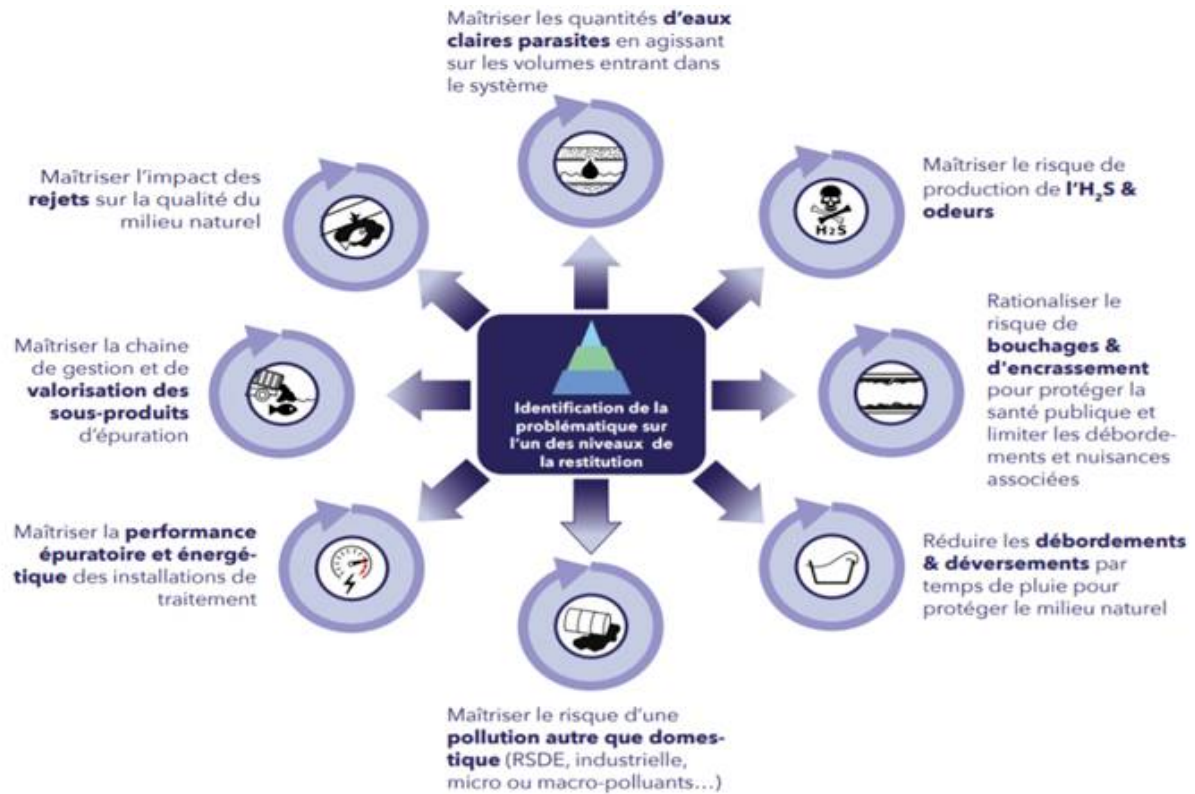 Maîtriser les quantités d'eaux
claires parasites en agissant
sur les volumes entrant dans
le système
Maîtriser le risque de
production de l'H₂S &
odeurs
H2S
Rationaliser le
risque de
bouchages &
d'encrassement
pour protéger la
santé publique et
limiter les déborde-
ments et nuisances
associées
Réduire les débordements
& déversements par
temps de pluie pour
protéger le milieu naturel
Maîtriser le risque d'une
pollution autre que domes-
tique (RSDE, industrielle,
micro ou macro-polluants...)
Maîtriser la performance
épuratoire et énergé-
tique des installations de
traitement
Maîtriser la chaine
de gestion et de
valorisation des
sous-produits
d'épuration
Maîtriser l'impact des
rejets sur la qualité du
milieu naturel
Identification de la
problématique sur
l'un des niveaux de
la restitution